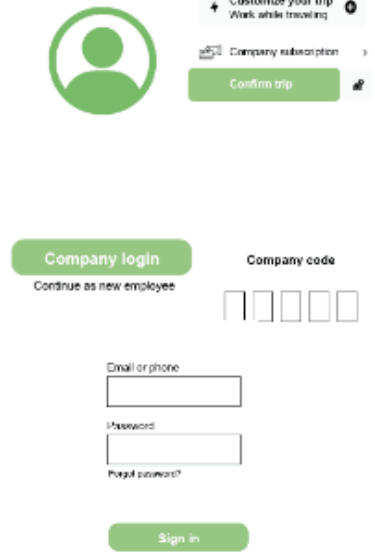 Customize your trip
Work while traveling
Company subscription
Confirm trip
Company login
Continue as new employee
Company code
Email or phone
Password
Forgot password?
Sign in